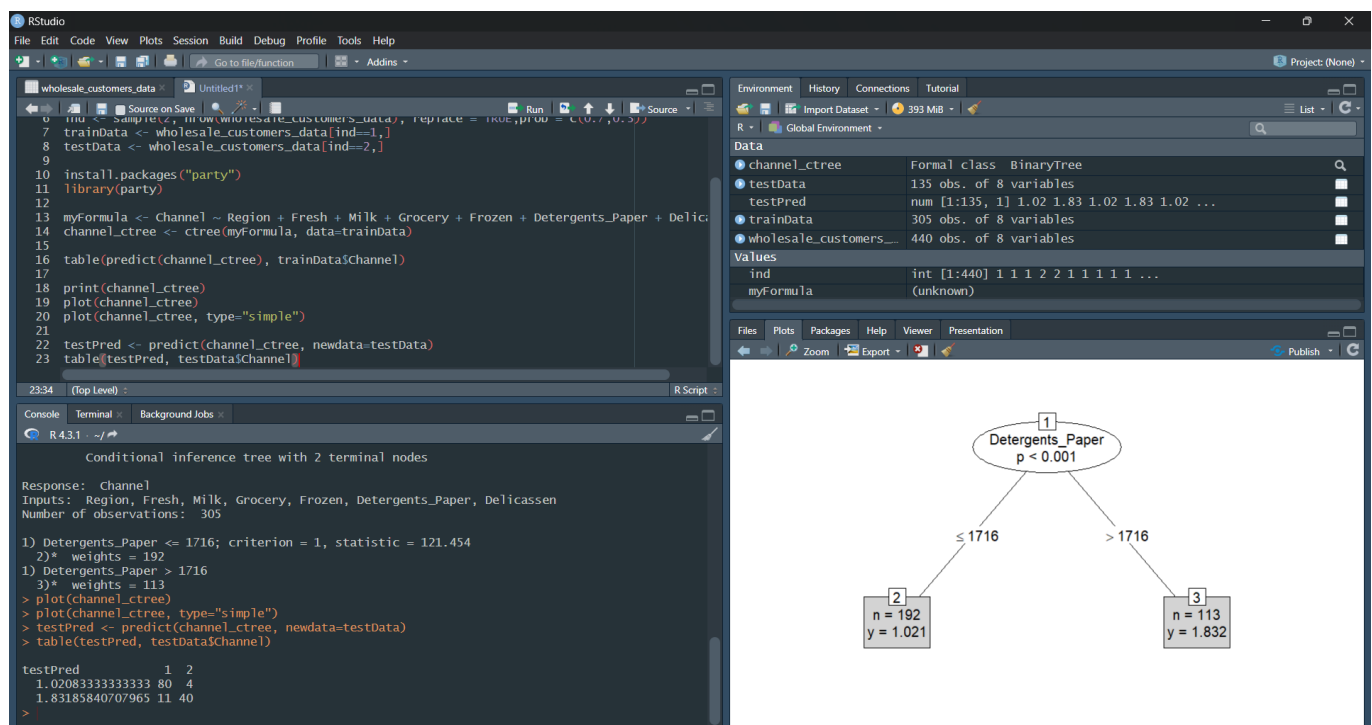 RStudio
File Edit Code View Plots Session Build Debug Profile Tools Help
Go to file/function Addins Project: (None)
wholesale_customers_data Untitled1*
Source on Save Run Source
6 ind <- sample(2, nrow(wholesale_customers_data), replace = TRUE,prob = c(0.7,0.3))
7 trainData <- wholesale_customers_data[ind==1,]
8 testData <- wholesale_customers_data[ind==2,]
9
10 install.packages("party")
11 library(party)
12
13 myFormula <- Channel ~ Region + Fresh + Milk + Grocery + Frozen + Detergents_Paper + Delica
14 channel_ctree <- ctree(myFormula, data=trainData)
15
16 table(predict(channel_ctree), trainData$Channel)
17
18 print(channel_ctree)
19 plot(channel_ctree)
20 plot(channel_ctree, type="simple")
21
22 testPred <- predict(channel_ctree, newdata=testData)
23 table(testPred, testData$Channel)
23:34 (Top Level) R Script
Console Terminal Background Jobs
R 4.3.1 · ~/
Conditional inference tree with 2 terminal nodes
Response: Channel
Inputs: Region, Fresh, Milk, Grocery, Frozen, Detergents_Paper, Delicassen
Number of observations: 305
1) Detergents_Paper <= 1716; criterion = 1, statistic = 121.454
2)* weights = 192
1) Detergents_Paper > 1716
3)* weights = 113
> plot(channel_ctree)
> plot(channel_ctree, type="simple")
> testPred <- predict(channel_ctree, newdata=testData)
> table(testPred, testData$Channel)
testPred 1 2
1.02083333333333 80 4
1.83185840707965 11 40
>
Environment History Connections Tutorial
Import Dataset 393 MiB List
R Global Environment
Data
channel_ctree Formal class BinaryTree
testData 135 obs. of 8 variables
testPred num [1:135, 1] 1.02 1.83 1.02 1.83 1.02 ...
trainData 305 obs. of 8 variables
wholesale_customers_… 440 obs. of 8 variables
Values
ind int [1:440] 1 1 1 2 2 1 1 1 1 1 ...
myFormula (unknown)
Files Plots Packages Help Viewer Presentation
Zoom Export Publish
1
Detergents_Paper
p < 0.001
≤ 1716 > 1716
2
n = 192
y = 1.021
3
n = 113
y = 1.832